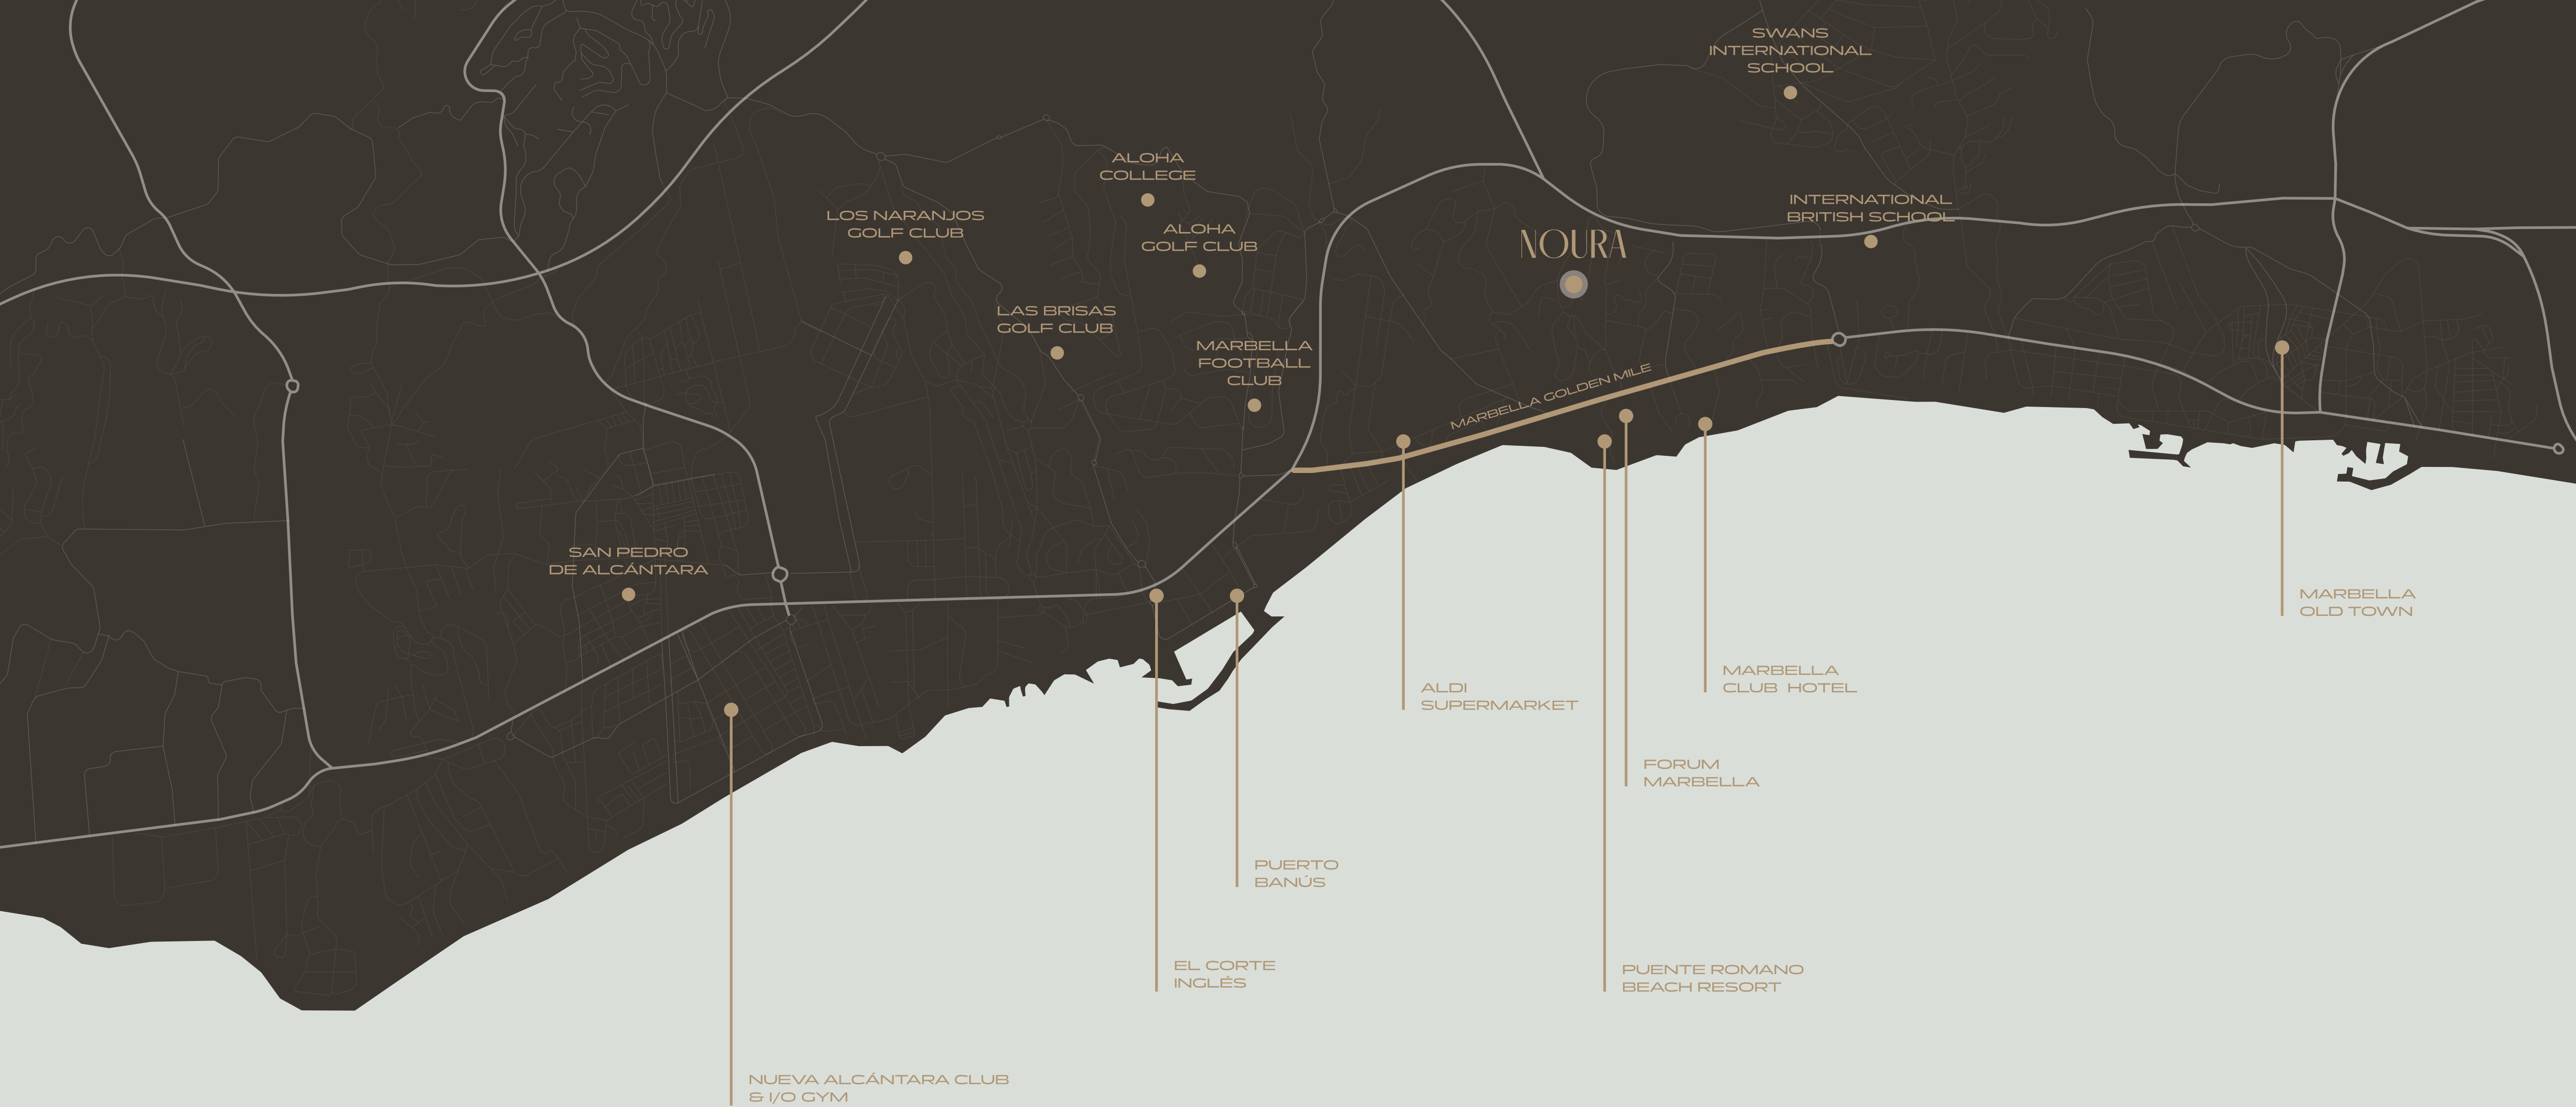 SWANS
INTERNATIONAL
SCHOOL
ALOHA
COLLEGE
INTERNATIONAL
BRITISH SCHOOL
LOS NARANJOS
GOLF CLUB
ALOHA
GOLF CLUB
NOURA
LAS BRISAS
GOLF CLUB
MARBELLA
FOOTBALL
CLUB
MARBELLA GOLDEN MILE
SAN PEDRO
DE ALCÁNTARA
MARBELLA
OLD TOWN
MARBELLA
CLUB HOTEL
ALDI
SUPERMARKET
FORUM
MARBELLA
PUERTO
BANÚS
EL CORTE
INGLÉS
PUENTE ROMANO
BEACH RESORT
NUEVA ALCÁNTARA CLUB
& I/O GYM